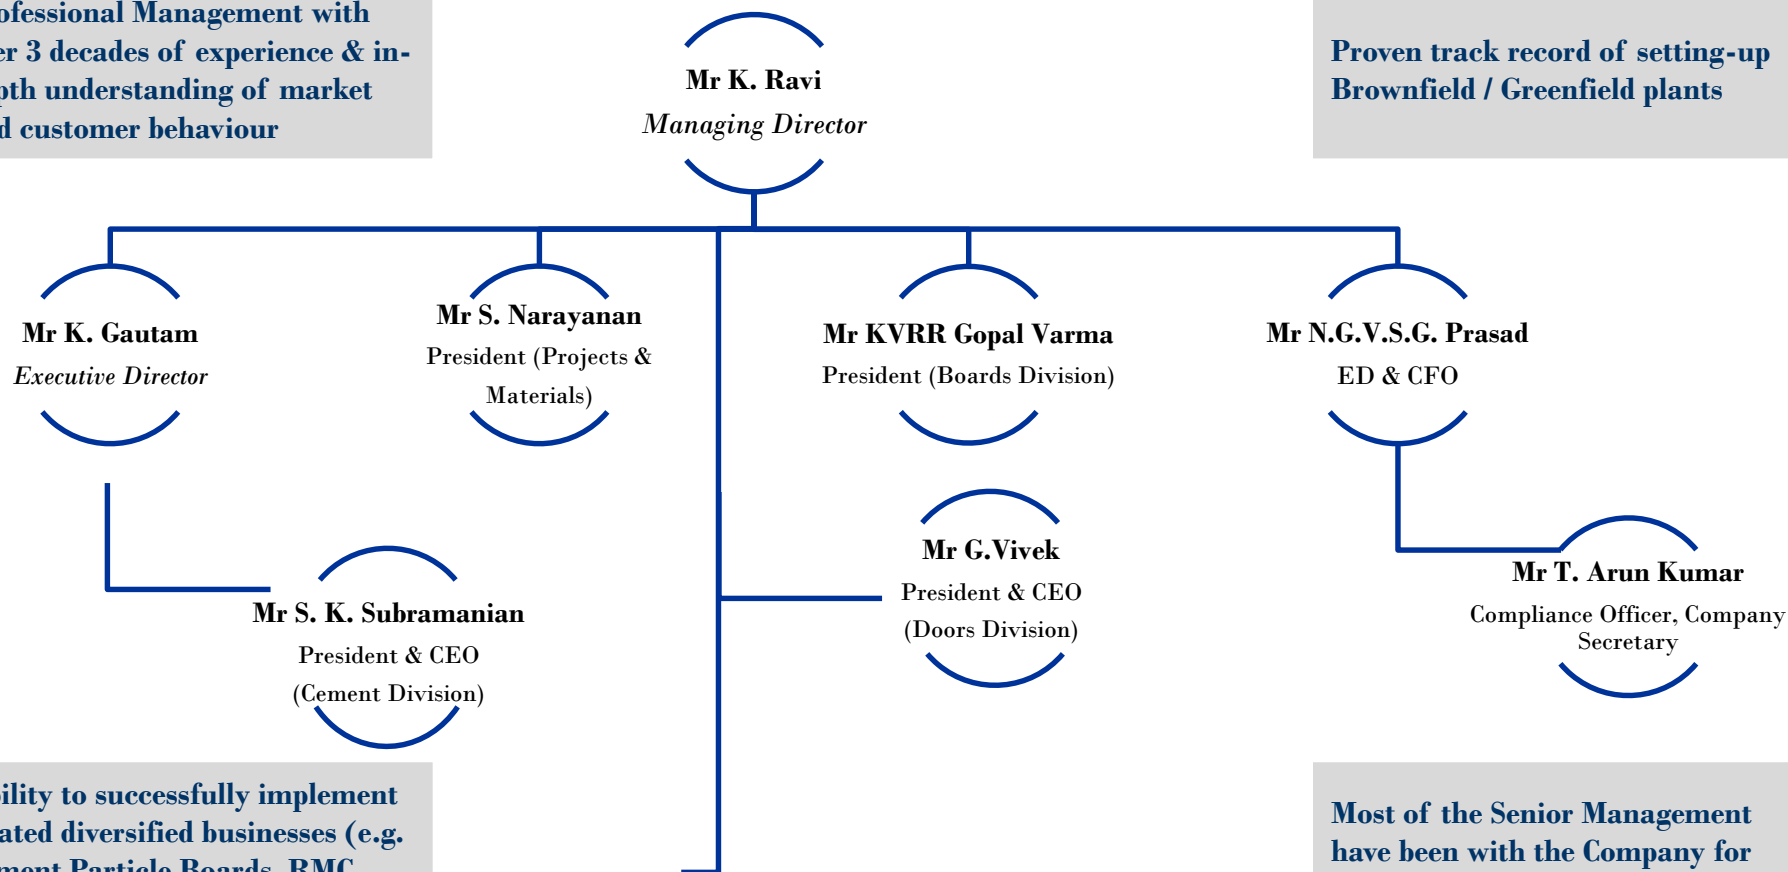 ofessional Management with
er 3 decades of experience & in-
pth understanding of market
d customer behaviour
Proven track record of setting-up
Brownfield / Greenfield plants
Mr K. Ravi
Managing Director
Mr K. Gautam
Executive Director
Mr S. Narayanan
President (Projects &
Materials)
Mr KVRR Gopal Varma
President (Boards Division)
Mr N.G.V.S.G. Prasad
ED & CFO
Mr S. K. Subramanian
President & CEO
(Cement Division)
Mr G.Vivek
President & CEO
(Doors Division)
Mr T. Arun Kumar
Compliance Officer, Company
Secretary
ility to successfully implement
ated diversified businesses (e.g.
ment Particle Boards, RMC
Most of the Senior Management
have been with the Company for